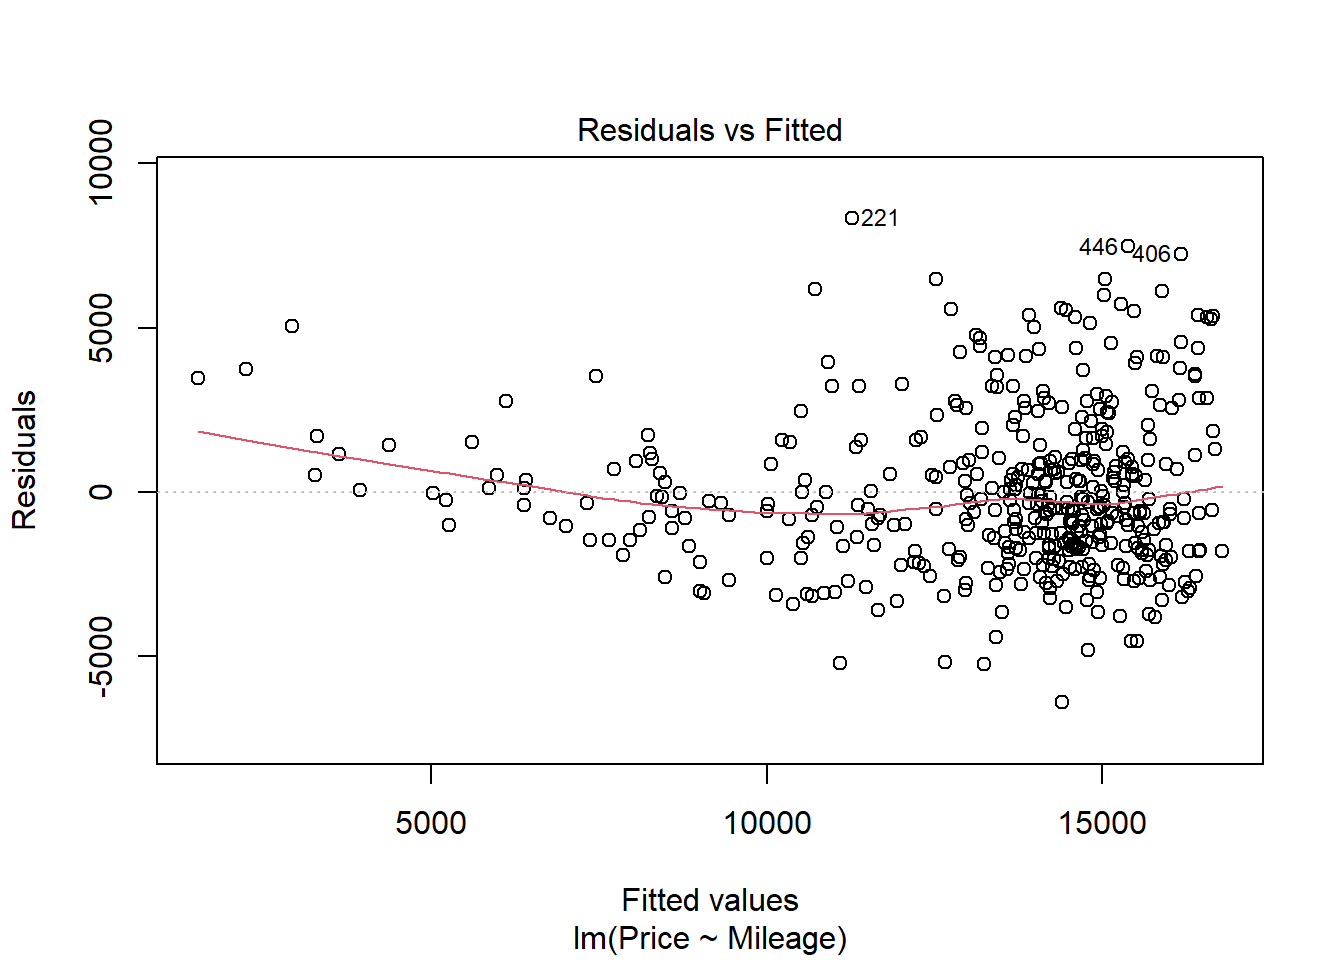 Residuals vs Fitted
10000
5000
0
-5000
Residuals
221
446
406
5000 10000 15000
Fitted values
lm(Price ~ Mileage)